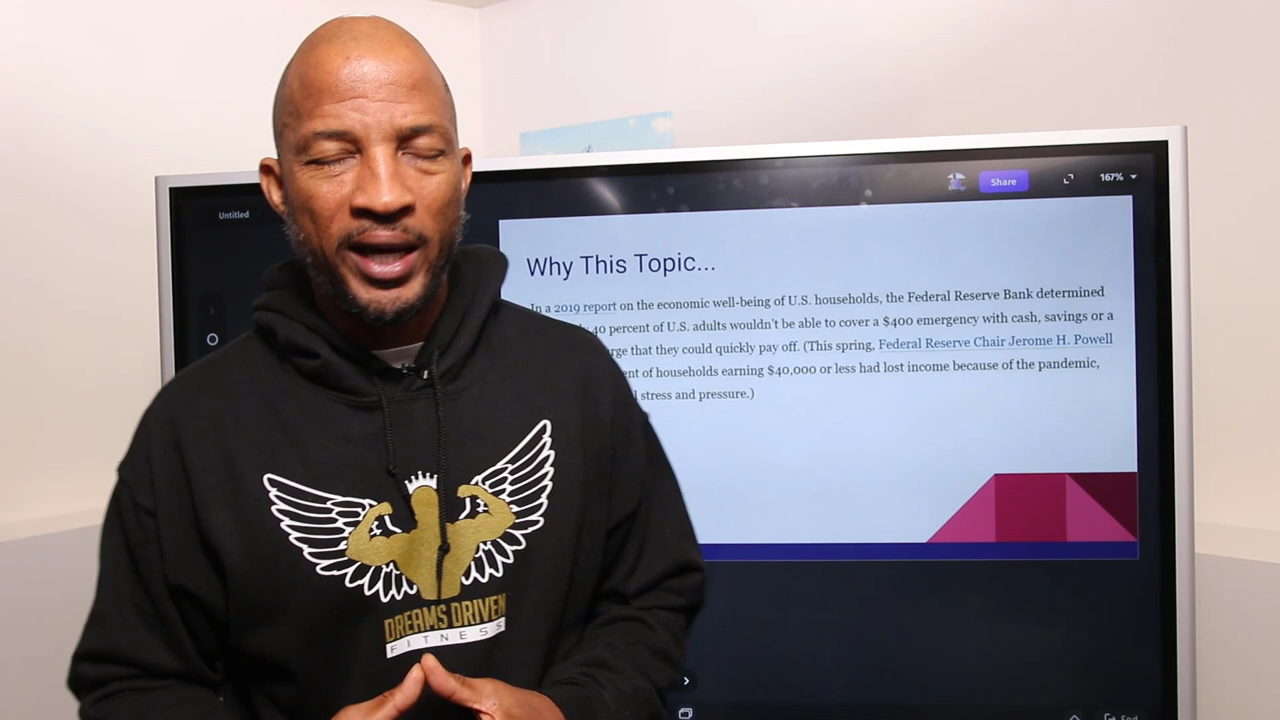 Untitled
Share
167%
Why This Topic...
In a 2019 report on the economic well-being of U.S. households, the Federal Reserve Bank determined
40 percent of U.S. adults wouldn't be able to cover a $400 emergency with cash, savings or a
that they could quickly pay off. (This spring, Federal Reserve Chair Jerome H. Powell
of households earning $40,000 or less had lost income because of the pandemic,
stress and pressure.)
DREAMS DRIVEN
FITNESS
End